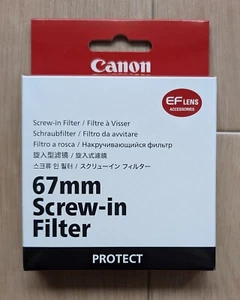 Canon
EF LENS
ACCESSORIES
Screw-in Filter / Filtre à Visser
Schraubfilter / Filtro da avvitare
Filtro a rosca / Накручивающийся фильтр
旋入型滤镜 / 旋入式濾鏡
스크류 인 필터 / スクリューイン フィルター
67mm
Screw-in
Filter
PROTECT